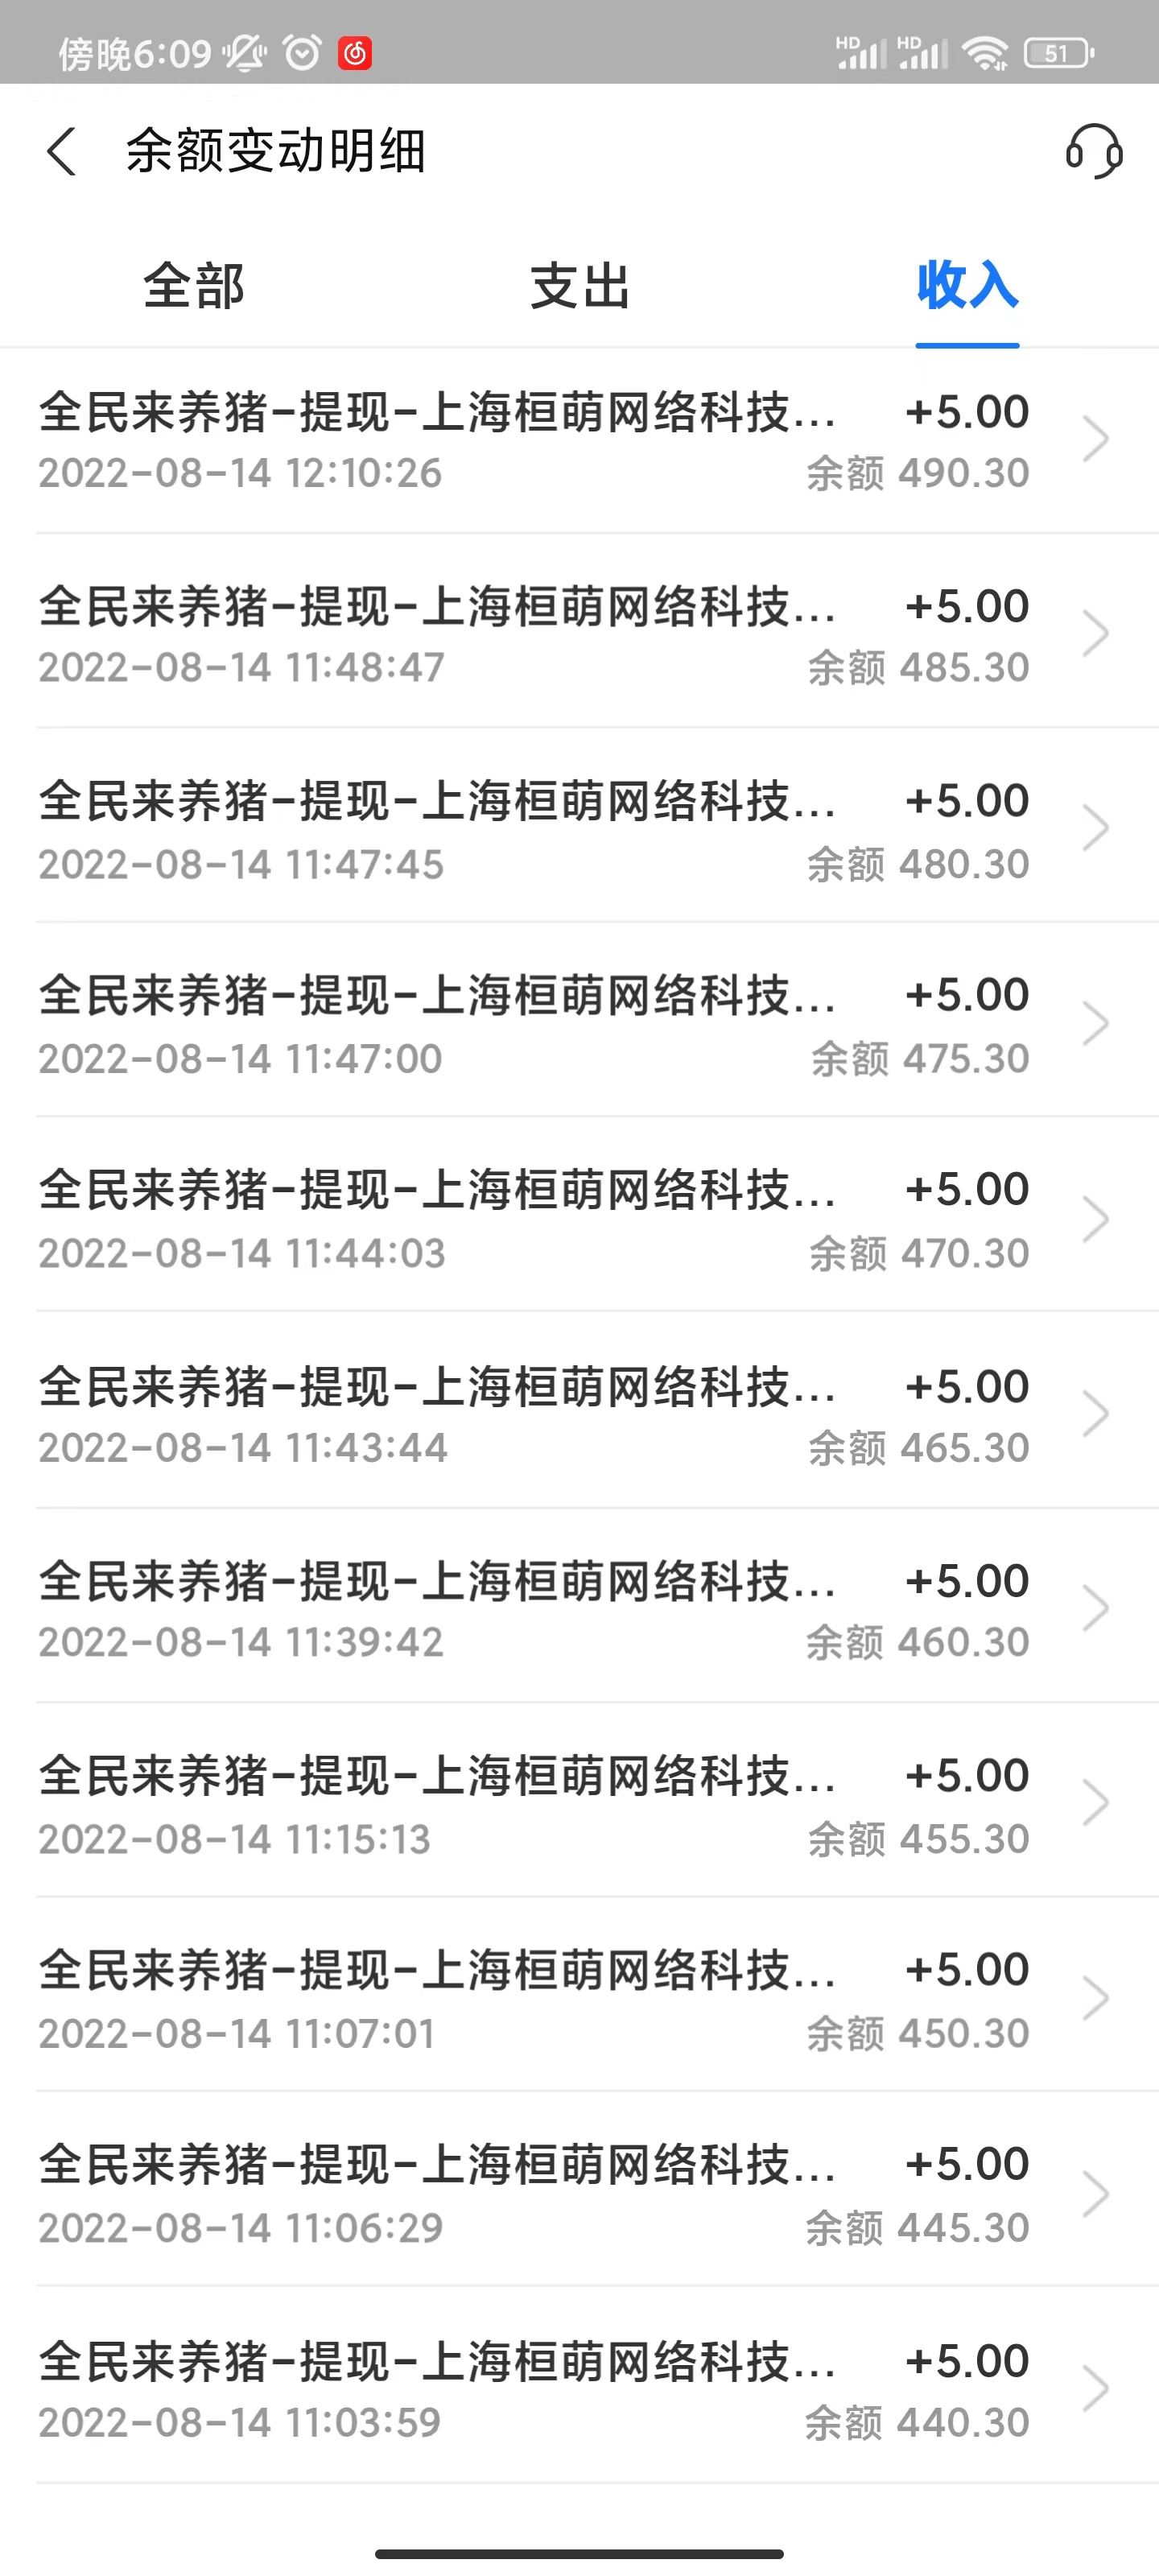 傍晚6:09 HD HD 51
余额变动明细
全部 支出 收入
全民来养猪-提现-上海桓萌网络科技... +5.00
2022-08-14 12:10:26 余额 490.30
全民来养猪-提现-上海桓萌网络科技... +5.00
2022-08-14 11:48:47 余额 485.30
全民来养猪-提现-上海桓萌网络科技... +5.00
2022-08-14 11:47:45 余额 480.30
全民来养猪-提现-上海桓萌网络科技... +5.00
2022-08-14 11:47:00 余额 475.30
全民来养猪-提现-上海桓萌网络科技... +5.00
2022-08-14 11:44:03 余额 470.30
全民来养猪-提现-上海桓萌网络科技... +5.00
2022-08-14 11:43:44 余额 465.30
全民来养猪-提现-上海桓萌网络科技... +5.00
2022-08-14 11:39:42 余额 460.30
全民来养猪-提现-上海桓萌网络科技... +5.00
2022-08-14 11:15:13 余额 455.30
全民来养猪-提现-上海桓萌网络科技... +5.00
2022-08-14 11:07:01 余额 450.30
全民来养猪-提现-上海桓萌网络科技... +5.00
2022-08-14 11:06:29 余额 445.30
全民来养猪-提现-上海桓萌网络科技... +5.00
2022-08-14 11:03:59 余额 440.30